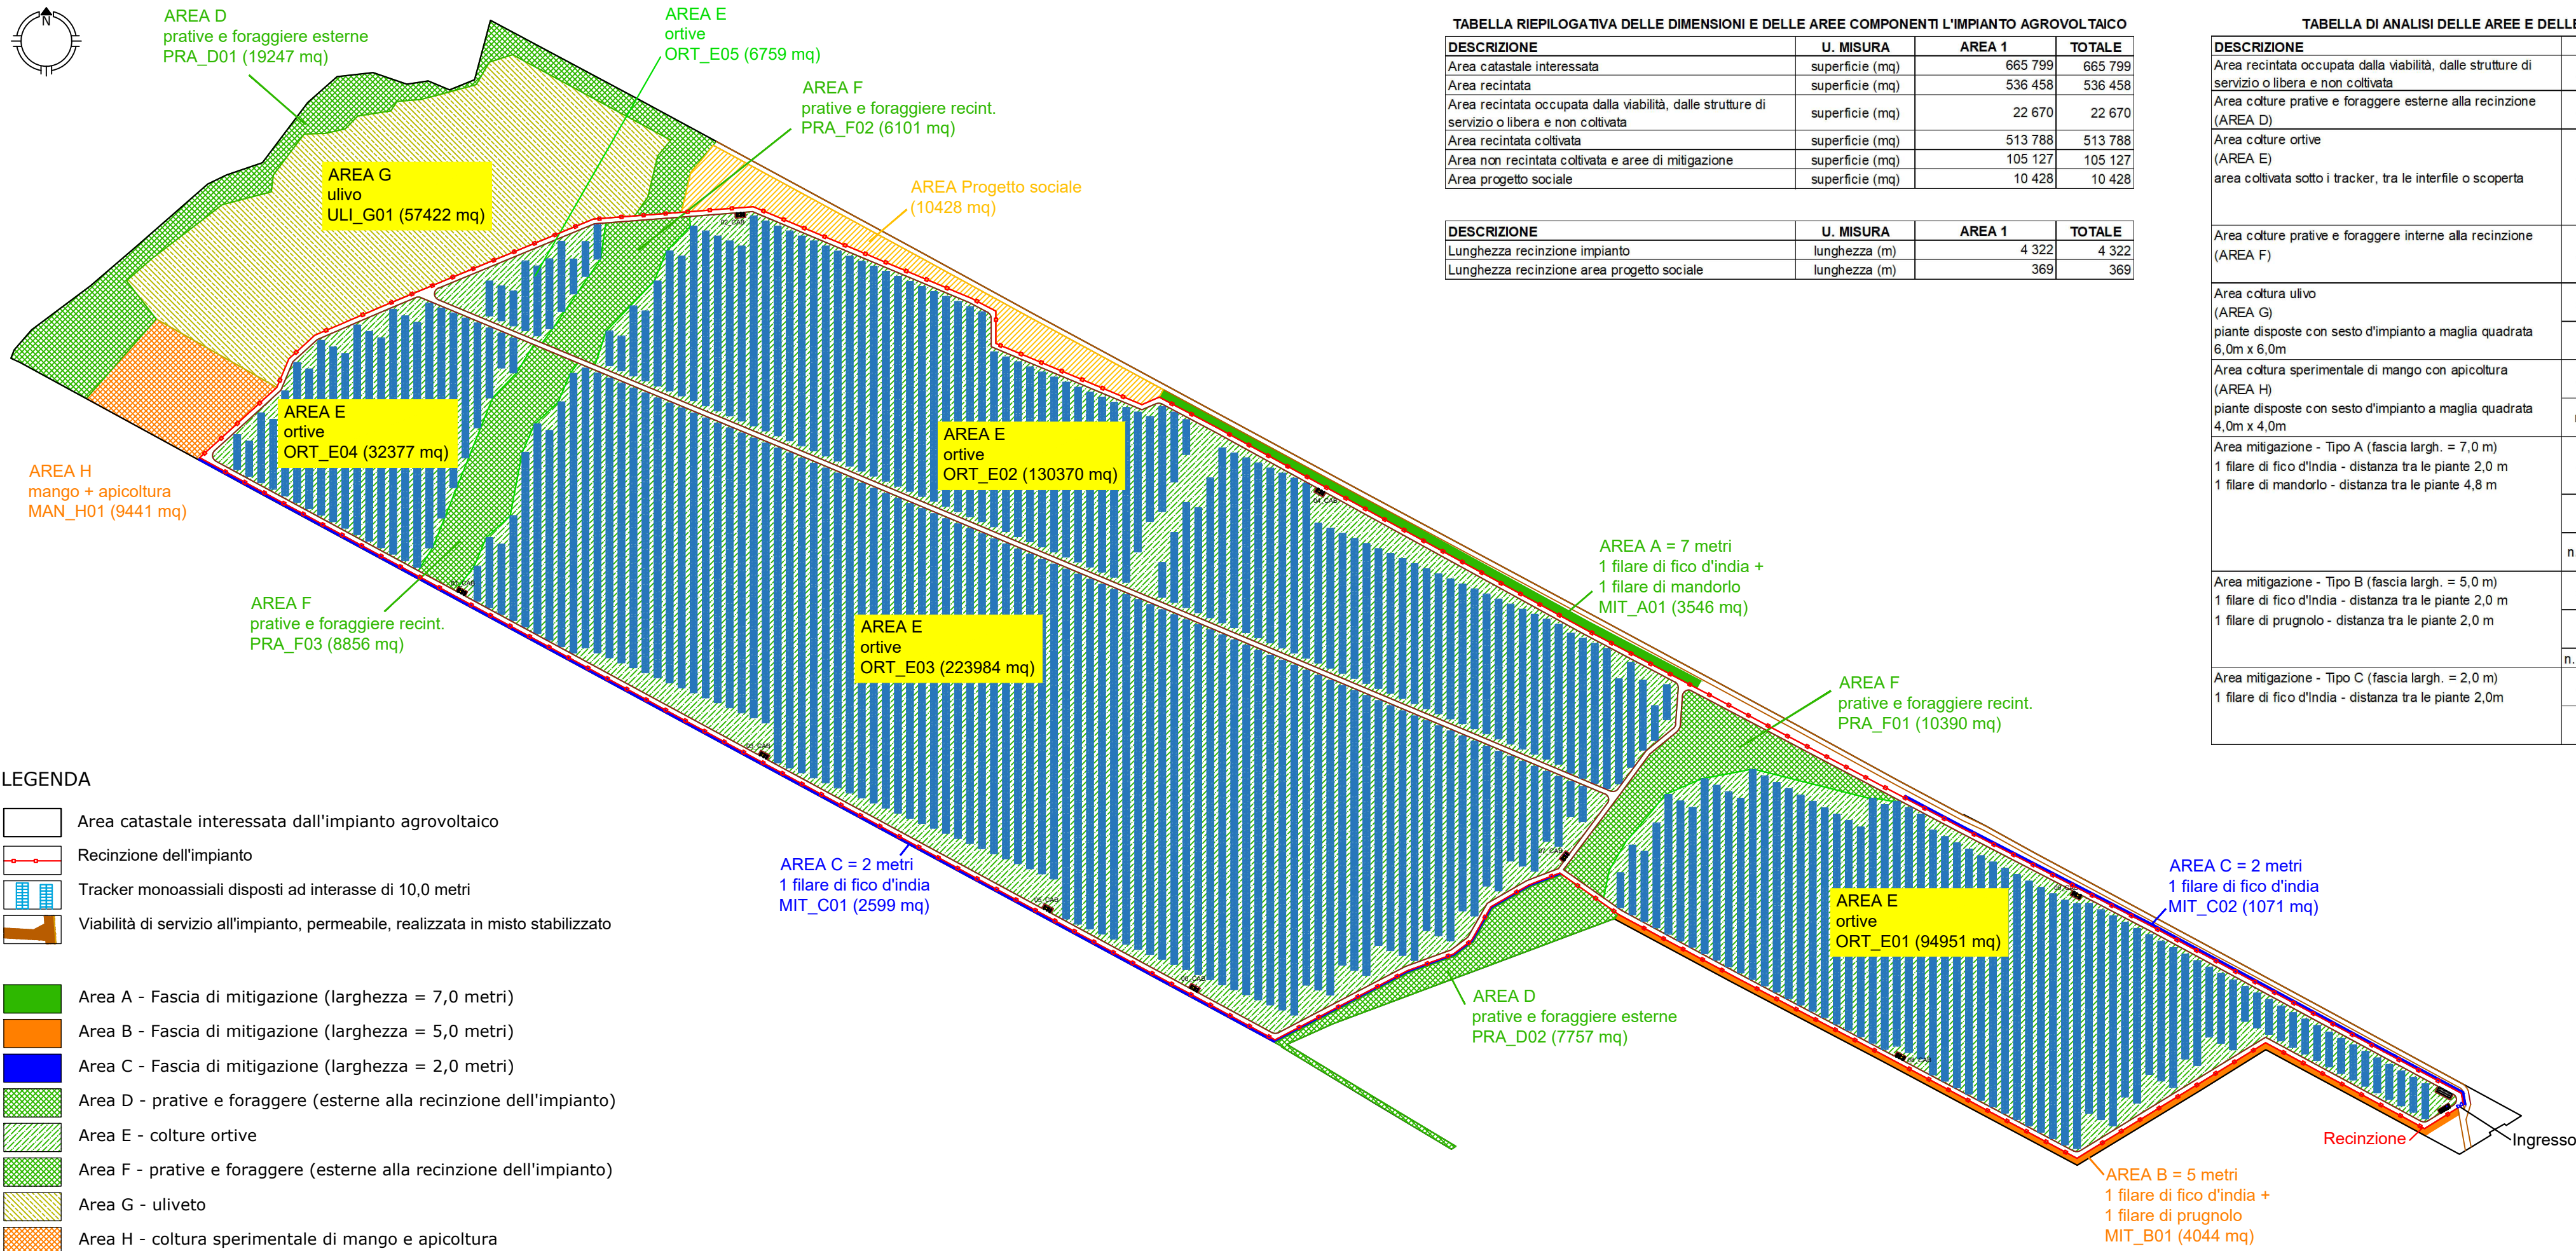 N
AREA D
prative e foraggiere esterne
PRA_D01 (19247 mq)
AREA E
ortive
ORT_E05 (6759 mq)
AREA F
prative e foraggiere recint.
PRA_F02 (6101 mq)
AREA Progetto sociale
(10428 mq)
AREA G
ulivo
ULI_G01 (57422 mq)
AREA E
ortive
ORT_E04 (32377 mq)
AREA H
mango + apicoltura
MAN_H01 (9441 mq)
AREA F
prative e foraggiere recint.
PRA_F03 (8856 mq)
AREA E
ortive
ORT_E02 (130370 mq)
AREA E
ortive
ORT_E03 (223984 mq)
AREA A = 7 metri
1 filare di fico d'india +
1 filare di mandorlo
MIT_A01 (3546 mq)
AREA F
prative e foraggiere recint.
PRA_F01 (10390 mq)
AREA C = 2 metri
1 filare di fico d'india
MIT_C01 (2599 mq)
AREA E
ortive
ORT_E01 (94951 mq)
AREA C = 2 metri
1 filare di fico d'india
MIT_C02 (1071 mq)
AREA D
prative e foraggiere esterne
PRA_D02 (7757 mq)
Recinzione
Ingresso
AREA B = 5 metri
1 filare di fico d'india +
1 filare di prugnolo
MIT_B01 (4044 mq)
TABELLA RIEPILOGATIVA DELLE DIMENSIONI E DELLE AREE COMPONENTI L'IMPIANTO AGROVOLTAICO
DESCRIZIONE U. MISURA AREA 1 TOTALE
Area catastale interessata superficie (mq) 665 799 665 799
Area recintata superficie (mq) 536 458 536 458
Area recintata occupata dalla viabilità, dalle strutture di
servizio o libera e non coltivata superficie (mq) 22 670 22 670
Area recintata coltivata superficie (mq) 513 788 513 788
Area non recintata coltivata e aree di mitigazione superficie (mq) 105 127 105 127
Area progetto sociale superficie (mq) 10 428 10 428
DESCRIZIONE U. MISURA AREA 1 TOTALE
Lunghezza recinzione impianto lunghezza (m) 4 322 4 322
Lunghezza recinzione area progetto sociale lunghezza (m) 369 369
TABELLA DI ANALISI DELLE AREE E DELLE
DESCRIZIONE
Area recintata occupata dalla viabilità, dalle strutture di
servizio o libera e non coltivata
Area colture prative e foraggere esterne alla recinzione
(AREA D)
Area colture ortive
(AREA E)
area coltivata sotto i tracker, tra le interfile o scoperta
Area colture prative e foraggere interne alla recinzione
(AREA F)
Area coltura ulivo
(AREA G)
piante disposte con sesto d'impianto a maglia quadrata
6,0m x 6,0m
Area coltura sperimentale di mango con apicoltura
(AREA H)
piante disposte con sesto d'impianto a maglia quadrata
4,0m x 4,0m
Area mitigazione - Tipo A (fascia largh. = 7,0 m)
1 filare di fico d'India - distanza tra le piante 2,0 m
1 filare di mandorlo - distanza tra le piante 4,8 m
n
Area mitigazione - Tipo B (fascia largh. = 5,0 m)
1 filare di fico d'India - distanza tra le piante 2,0 m
1 filare di prugnolo - distanza tra le piante 2,0 m
n.
Area mitigazione - Tipo C (fascia largh. = 2,0 m)
1 filare di fico d'India - distanza tra le piante 2,0m
LEGENDA
Area catastale interessata dall'impianto agrovoltaico
Recinzione dell'impianto
Tracker monoassiali disposti ad interasse di 10,0 metri
Viabilità di servizio all'impianto, permeabile, realizzata in misto stabilizzato
Area A - Fascia di mitigazione (larghezza = 7,0 metri)
Area B - Fascia di mitigazione (larghezza = 5,0 metri)
Area C - Fascia di mitigazione (larghezza = 2,0 metri)
Area D - prative e foraggere (esterne alla recinzione dell'impianto)
Area E - colture ortive
Area F - prative e foraggere (esterne alla recinzione dell'impianto)
Area G - uliveto
Area H - coltura sperimentale di mango e apicoltura